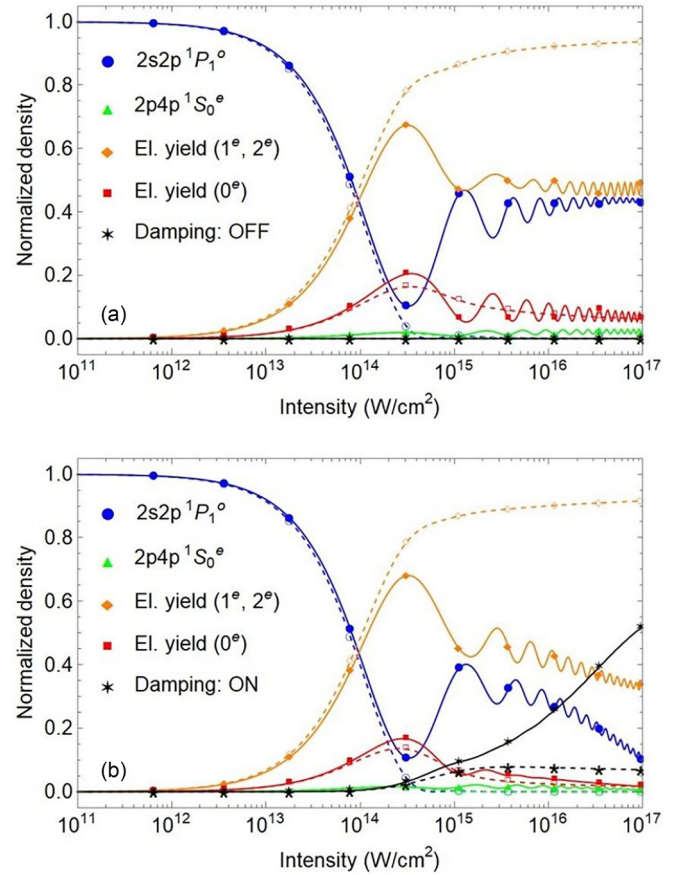 1.0
0.8
0.6
0.4
0.2
0.0
Normalized density
2s2p ¹P₁ᵒ
2p4p ¹S₀ᵉ
El. yield (1ᵉ, 2ᵉ)
El. yield (0ᵉ)
Damping: OFF
(a)
10¹¹ 10¹² 10¹³ 10¹⁴ 10¹⁵ 10¹⁶ 10¹⁷
Intensity (W/cm²)
1.0
0.8
0.6
0.4
0.2
0.0
Normalized density
2s2p ¹P₁ᵒ
2p4p ¹S₀ᵉ
El. yield (1ᵉ, 2ᵉ)
El. yield (0ᵉ)
Damping: ON
(b)
10¹¹ 10¹² 10¹³ 10¹⁴ 10¹⁵ 10¹⁶ 10¹⁷
Intensity (W/cm²)